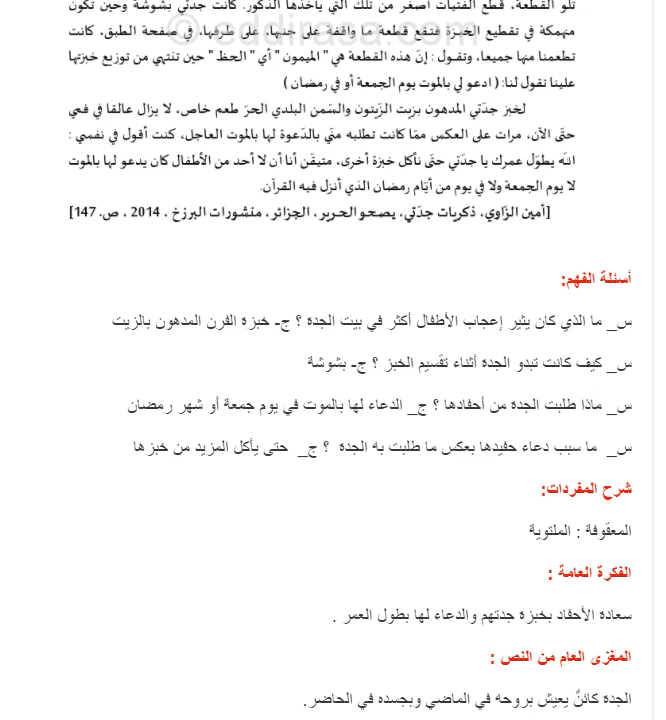 تلو القطعة، قطع الفتيات أصغر من تلك التي يأخذها الذكور. كانت جدّتي بشوشة وحين تكون
منهمكة في تقطيع الخبزة فتقع قطعة ما واقفة على جنبها، على طرفها، في صفحة الطبق، كانت
تطعمنا منها جميعا، وتقول : إنّ هذه القطعة هي " الميمون " أي " الحظ " حين تنتهي من توزيع خبزتها
علينا تقول لنا: ( ادعو لي بالموت يوم الجمعة أو في رمضان )
لخبز جدّتي المدهون بزيت الزيتون والسّمن البلدي الحرّ طعم خاص، لا يزال عالقا في فمي
حتّى الآن، مرات على العكس ممّا كانت تطلبه منّي بالدّعوة لها بالموت العاجل، كنت أقول في نفسي :
الله يطوّل عمرك يا جدّتي حتّى نأكل خبزة أخرى، متيقّن أنا أن لا أحد من الأطفال كان يدعو لها بالموت
لا يوم الجمعة ولا في يوم من أيّام رمضان الذي أنزل فيه القرآن.
[أمين الزّاوي، ذكريات جدّتي، يصحو الحرير، الجزائر، منشورات البرزخ ، 2014 ، ص. 147]
© eddirasa.com
أسئلة الفهم:
س_ ما الذي كان يثير إعجاب الأطفال أكثر في بيت الجدة ؟ ج- خبزة الفرن المدهون بالزيت
س_ كيف كانت تبدو الجدة أثناء تقسيم الخبز ؟ ج- بشوشة
س_ ماذا طلبت الجدة من أحفادها ؟ ج_ الدعاء لها بالموت في يوم جمعة أو شهر رمضان
س_ ما سبب دعاء حفيدها بعكس ما طلبت به الجدة ؟ ج_ حتى يأكل المزيد من خبزها
شرح المفردات:
المعقوفة : الملتوية
الفكرة العامة :
سعادة الأحفاد بخبزة جدتهم والدعاء لها بطول العمر .
المغزى العام من النص :
الجدة كائنٌ يعيش بروحه في الماضي وبجسده في الحاضر.